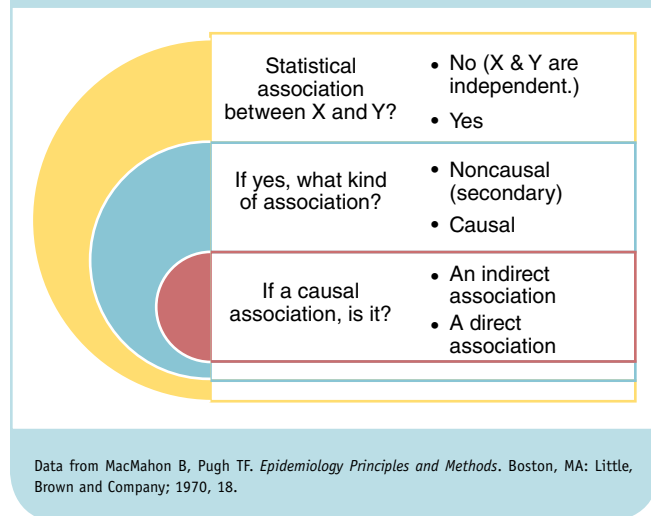 Statistical
association
between X and Y?
• No (X & Y are
independent.)
• Yes
If yes, what kind
of association?
• Noncausal
(secondary)
• Causal
If a causal
association, is it?
• An indirect
association
• A direct
association
Data from MacMahon B, Pugh TF. Epidemiology Principles and Methods. Boston, MA: Little,
Brown and Company; 1970, 18.